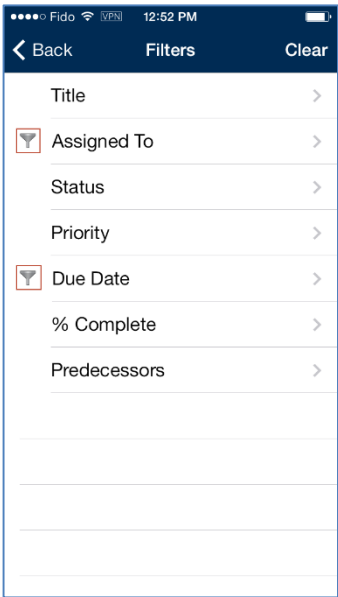 Fido VPN 12:52 PM
Back Filters Clear
Title
Assigned To
Status
Priority
Due Date
% Complete
Predecessors